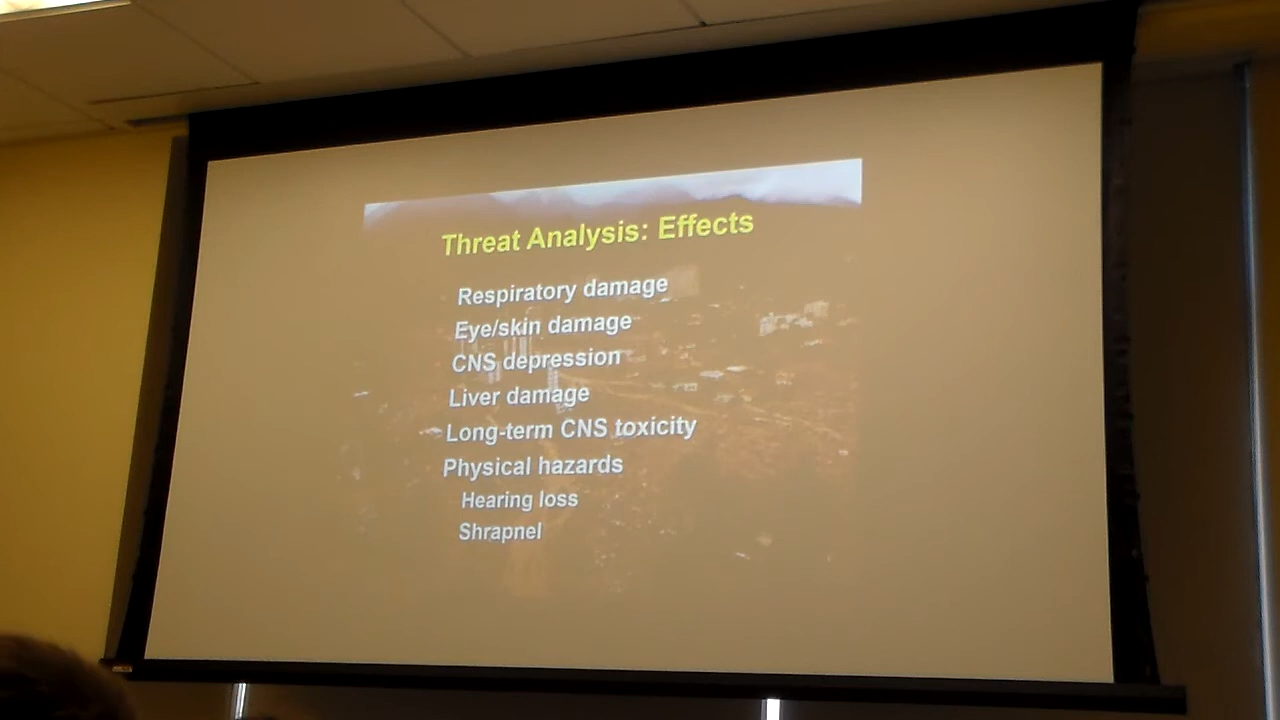 Threat Analysis: Effects
Respiratory damage
Eye/skin damage
CNS depression
Liver damage
Long-term CNS toxicity
Physical hazards
Hearing loss
Shrapnel